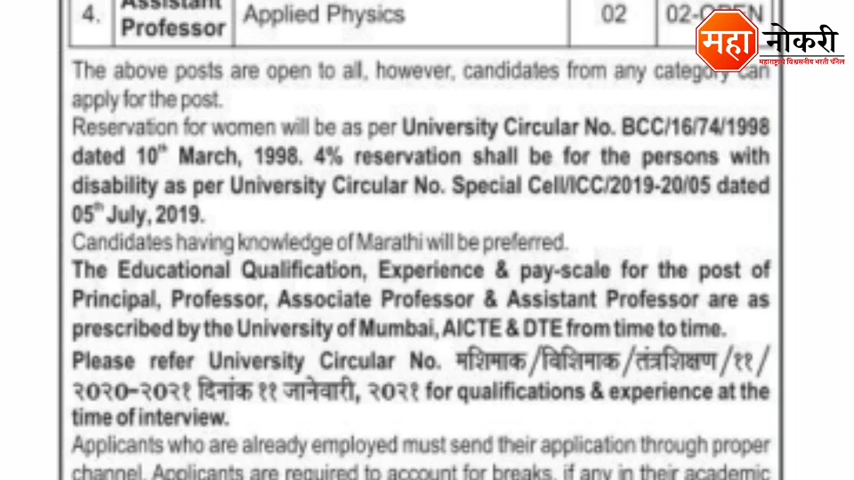 4. Assistant Professor Applied Physics 02 02-OPEN
महा नोकरी
महाराष्ट्राचे विश्वसनीय भरती चॅनेल
The above posts are open to all, however, candidates from any category can
apply for the post.
Reservation for women will be as per University Circular No. BCC/16/74/1998
dated 10th March, 1998. 4% reservation shall be for the persons with
disability as per University Circular No. Special Cell/ICC/2019-20/05 dated
05th July, 2019.
Candidates having knowledge of Marathi will be preferred.
The Educational Qualification, Experience & pay-scale for the post of
Principal, Professor, Associate Professor & Assistant Professor are as
prescribed by the University of Mumbai, AICTE & DTE from time to time.
Please refer University Circular No. मशिमाक/विशिमाक/तंत्रशिक्षण/११/
२०२०-२०२१ दिनांक ११ जानेवारी, २०२१ for qualifications & experience at the
time of interview.
Applicants who are already employed must send their application through proper
channel. Applicants are required to account for breaks, if any in their academic